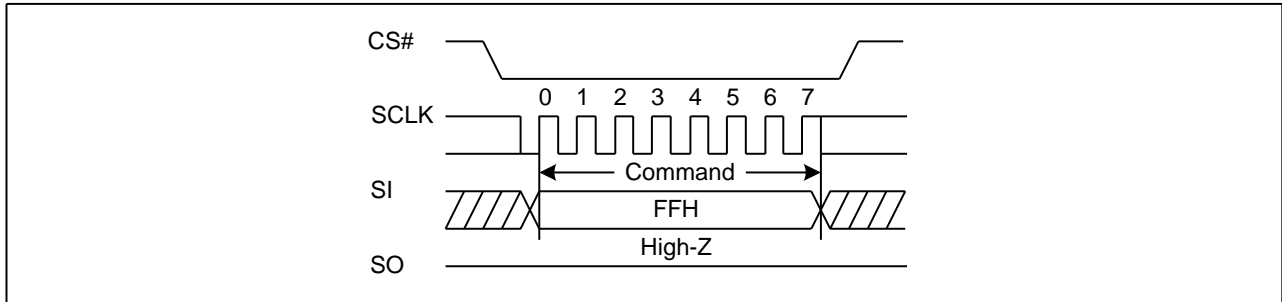 CS#
0 1 2 3 4 5 6 7
SCLK
Command
SI
FFH
High-Z
SO